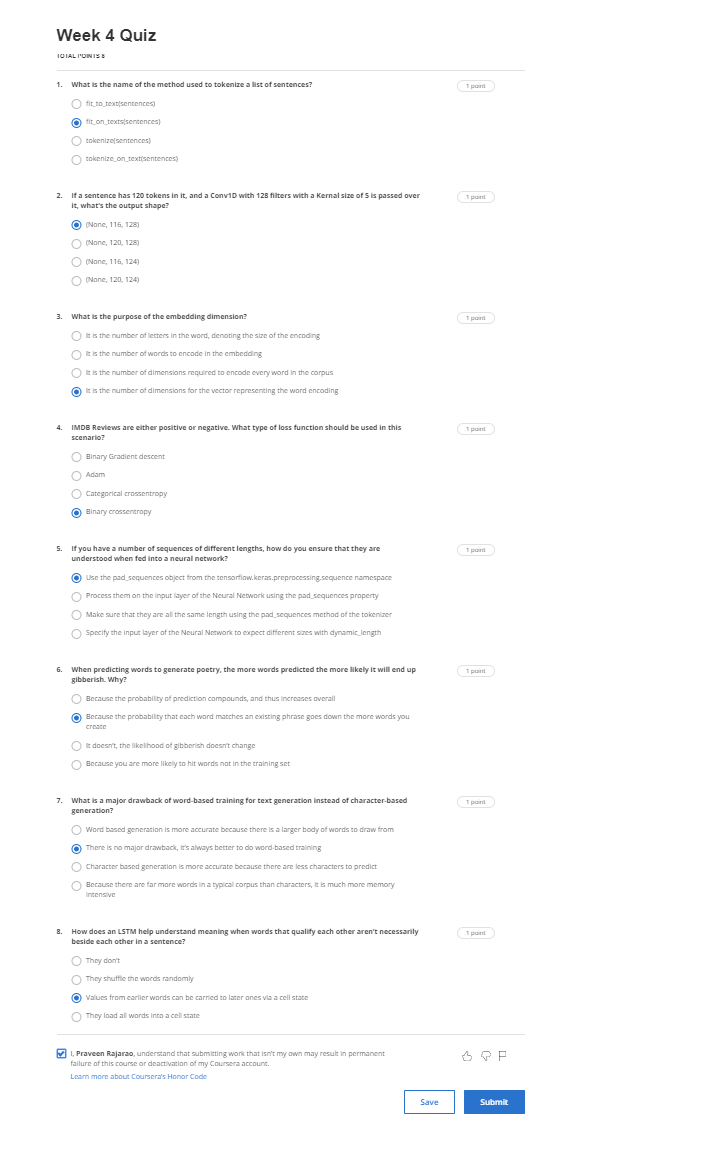 Week 4 Quiz
TOTAL POINTS 8
1. What is the name of the method used to tokenize a list of sentences?
1 point
fit_to_text(sentences)
fit_on_texts(sentences)
tokenize(sentences)
tokenize_on_text(sentences)
2. If a sentence has 120 tokens in it, and a Conv1D with 128 filters with a Kernal size of 5 is passed over
it, what's the output shape?
1 point
(None, 116, 128)
(None, 120, 128)
(None, 116, 124)
(None, 120, 124)
3. What is the purpose of the embedding dimension?
1 point
It is the number of letters in the word, denoting the size of the encoding
It is the number of words to encode in the embedding
It is the number of dimensions required to encode every word in the corpus
It is the number of dimensions for the vector representing the word encoding
4. IMDB Reviews are either positive or negative. What type of loss function should be used in this
scenario?
1 point
Binary Gradient descent
Adam
Categorical crossentropy
Binary crossentropy
5. If you have a number of sequences of different lengths, how do you ensure that they are
understood when fed into a neural network?
1 point
Use the pad_sequences object from the tensorflow.keras.preprocessing.sequence namespace
Process them on the input layer of the Neural Network using the pad_sequences property
Make sure that they are all the same length using the pad_sequences method of the tokenizer
Specify the input layer of the Neural Network to expect different sizes with dynamic_length
6. When predicting words to generate poetry, the more words predicted the more likely it will end up
gibberish. Why?
1 point
Because the probability of prediction compounds, and thus increases overall
Because the probability that each word matches an existing phrase goes down the more words you
create
It doesn't, the likelihood of gibberish doesn't change
Because you are more likely to hit words not in the training set
7. What is a major drawback of word-based training for text generation instead of character-based
generation?
1 point
Word based generation is more accurate because there is a larger body of words to draw from
There is no major drawback, it's always better to do word-based training
Character based generation is more accurate because there are less characters to predict
Because there are far more words in a typical corpus than characters, it is much more memory
intensive
8. How does an LSTM help understand meaning when words that qualify each other aren't necessarily
beside each other in a sentence?
1 point
They don't
They shuffle the words randomly
Values from earlier words can be carried to later ones via a cell state
They load all words into a cell state
I, Praveen Rajarao, understand that submitting work that isn't my own may result in permanent
failure of this course or deactivation of my Coursera account.
Learn more about Coursera's Honor Code
Save
Submit